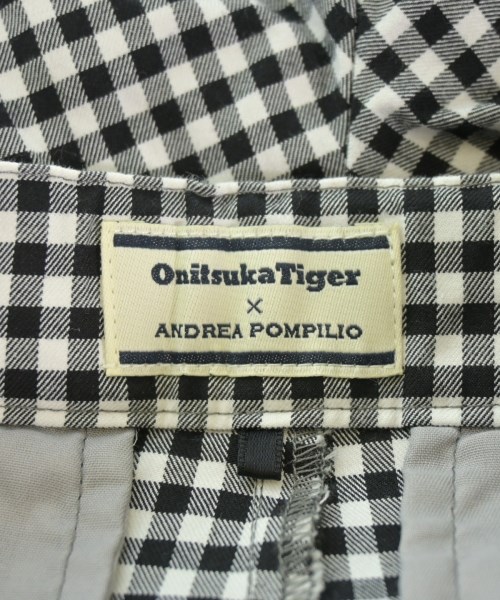 OnitsukaTiger
×
ANDREA POMPILIO